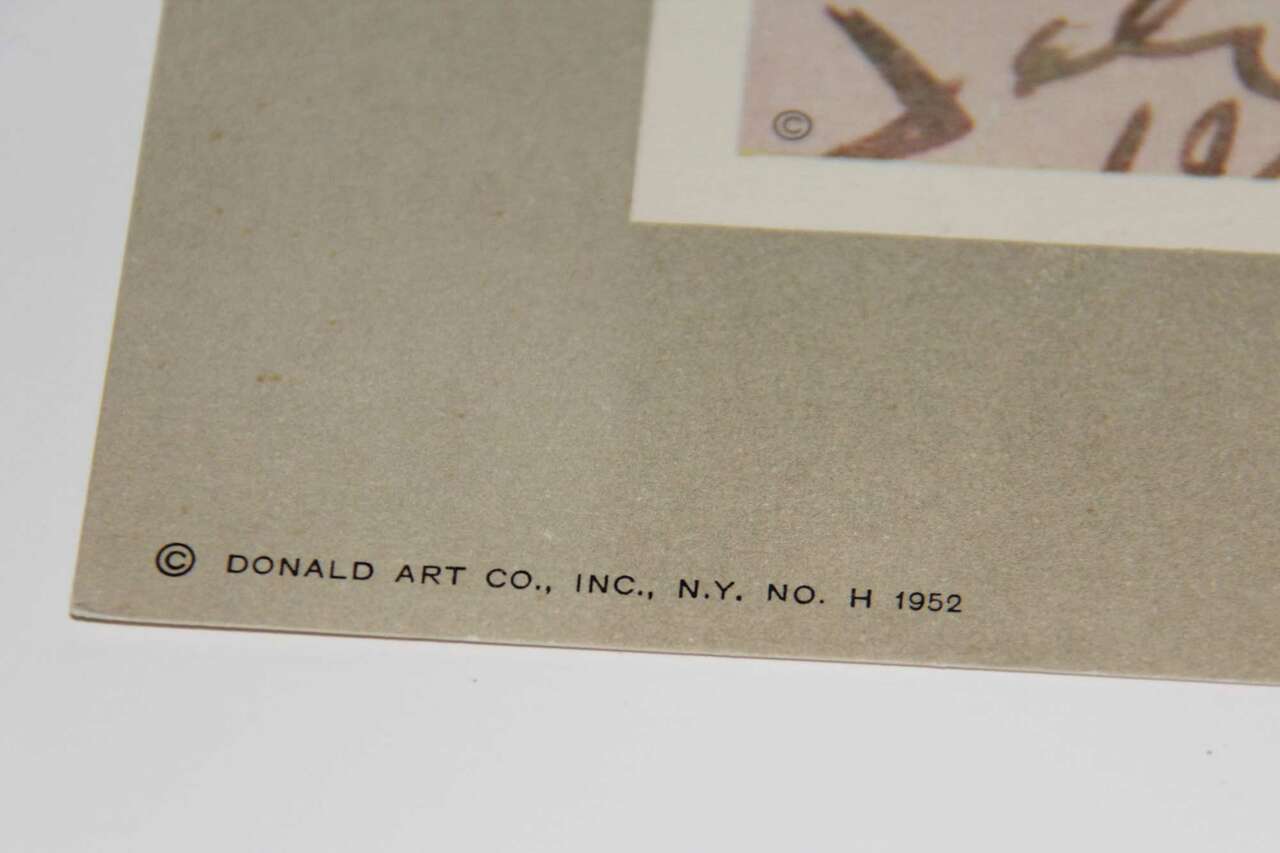 ©
© DONALD ART CO., INC., N.Y. NO. H 1952